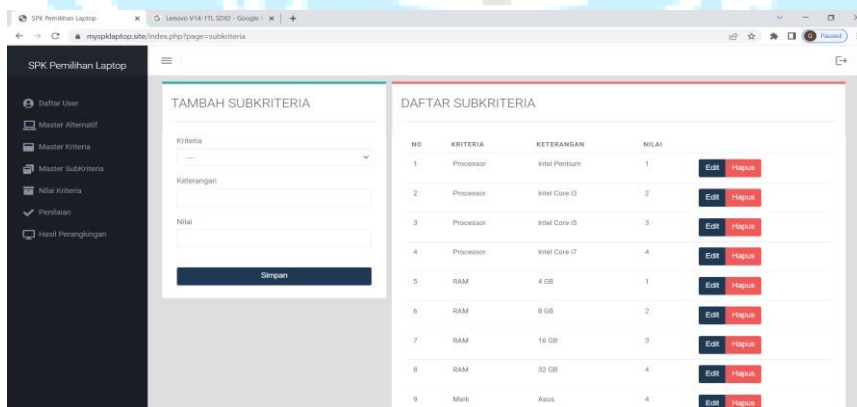 SPK Pemilihan Laptop
Lenovo V14-1TL SDID - Google
myspklaptop.site/index.php?page=subkriteria
Paused
SPK Pemilihan Laptop
Daftar User
Master Alternatif
Master Kriteria
Master SubKriteria
Nilai Kriteria
Penilaian
Hasil Perangkingan
TAMBAH SUBKRITERIA
Kriteria
---
Keterangan
Nilai
Simpan
DAFTAR SUBKRITERIA
NO KRITERIA KETERANGAN NILAI
1 Processor Intel Pentium 1 Edit Hapus
2 Processor Intel Core i3 2 Edit Hapus
3 Processor Intel Core i5 3 Edit Hapus
4 Processor Intel Core i7 4 Edit Hapus
5 RAM 4 GB 1 Edit Hapus
6 RAM 8 GB 2 Edit Hapus
7 RAM 16 GB 3 Edit Hapus
8 RAM 32 GB 4 Edit Hapus
9 Merk Asus 4 Edit Hapus